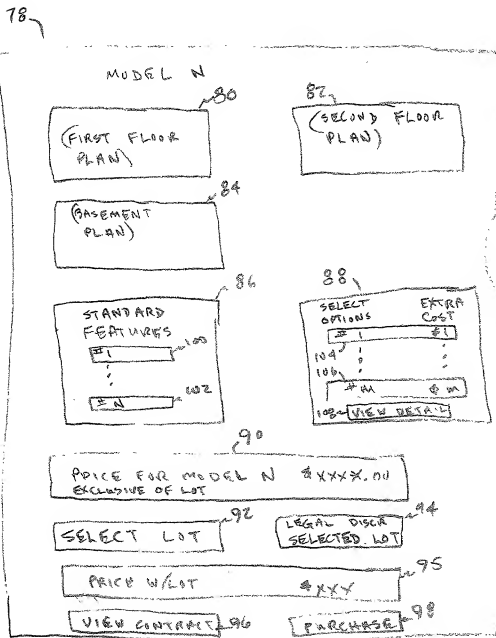 78
MODEL N
80
82
(FIRST FLOOR
PLAN)
(SECOND FLOOR
PLAN)
84
(BASEMENT
PLAN)
86
88
STANDARD
FEATURES
# 1
100
# N
102
SELECT
OPTIONS
EXTRA
COST
# 1
$1
104
106
# M
$ M
108
VIEW DETAIL
90
PRICE FOR MODEL N $XXXX.00
EXCLUSIVE OF LOT
92
94
SELECT LOT
LEGAL DISCR
SELECTED LOT
95
PRICE W/LOT $XXX
VIEW CONTRACT
96
PURCHASE
98